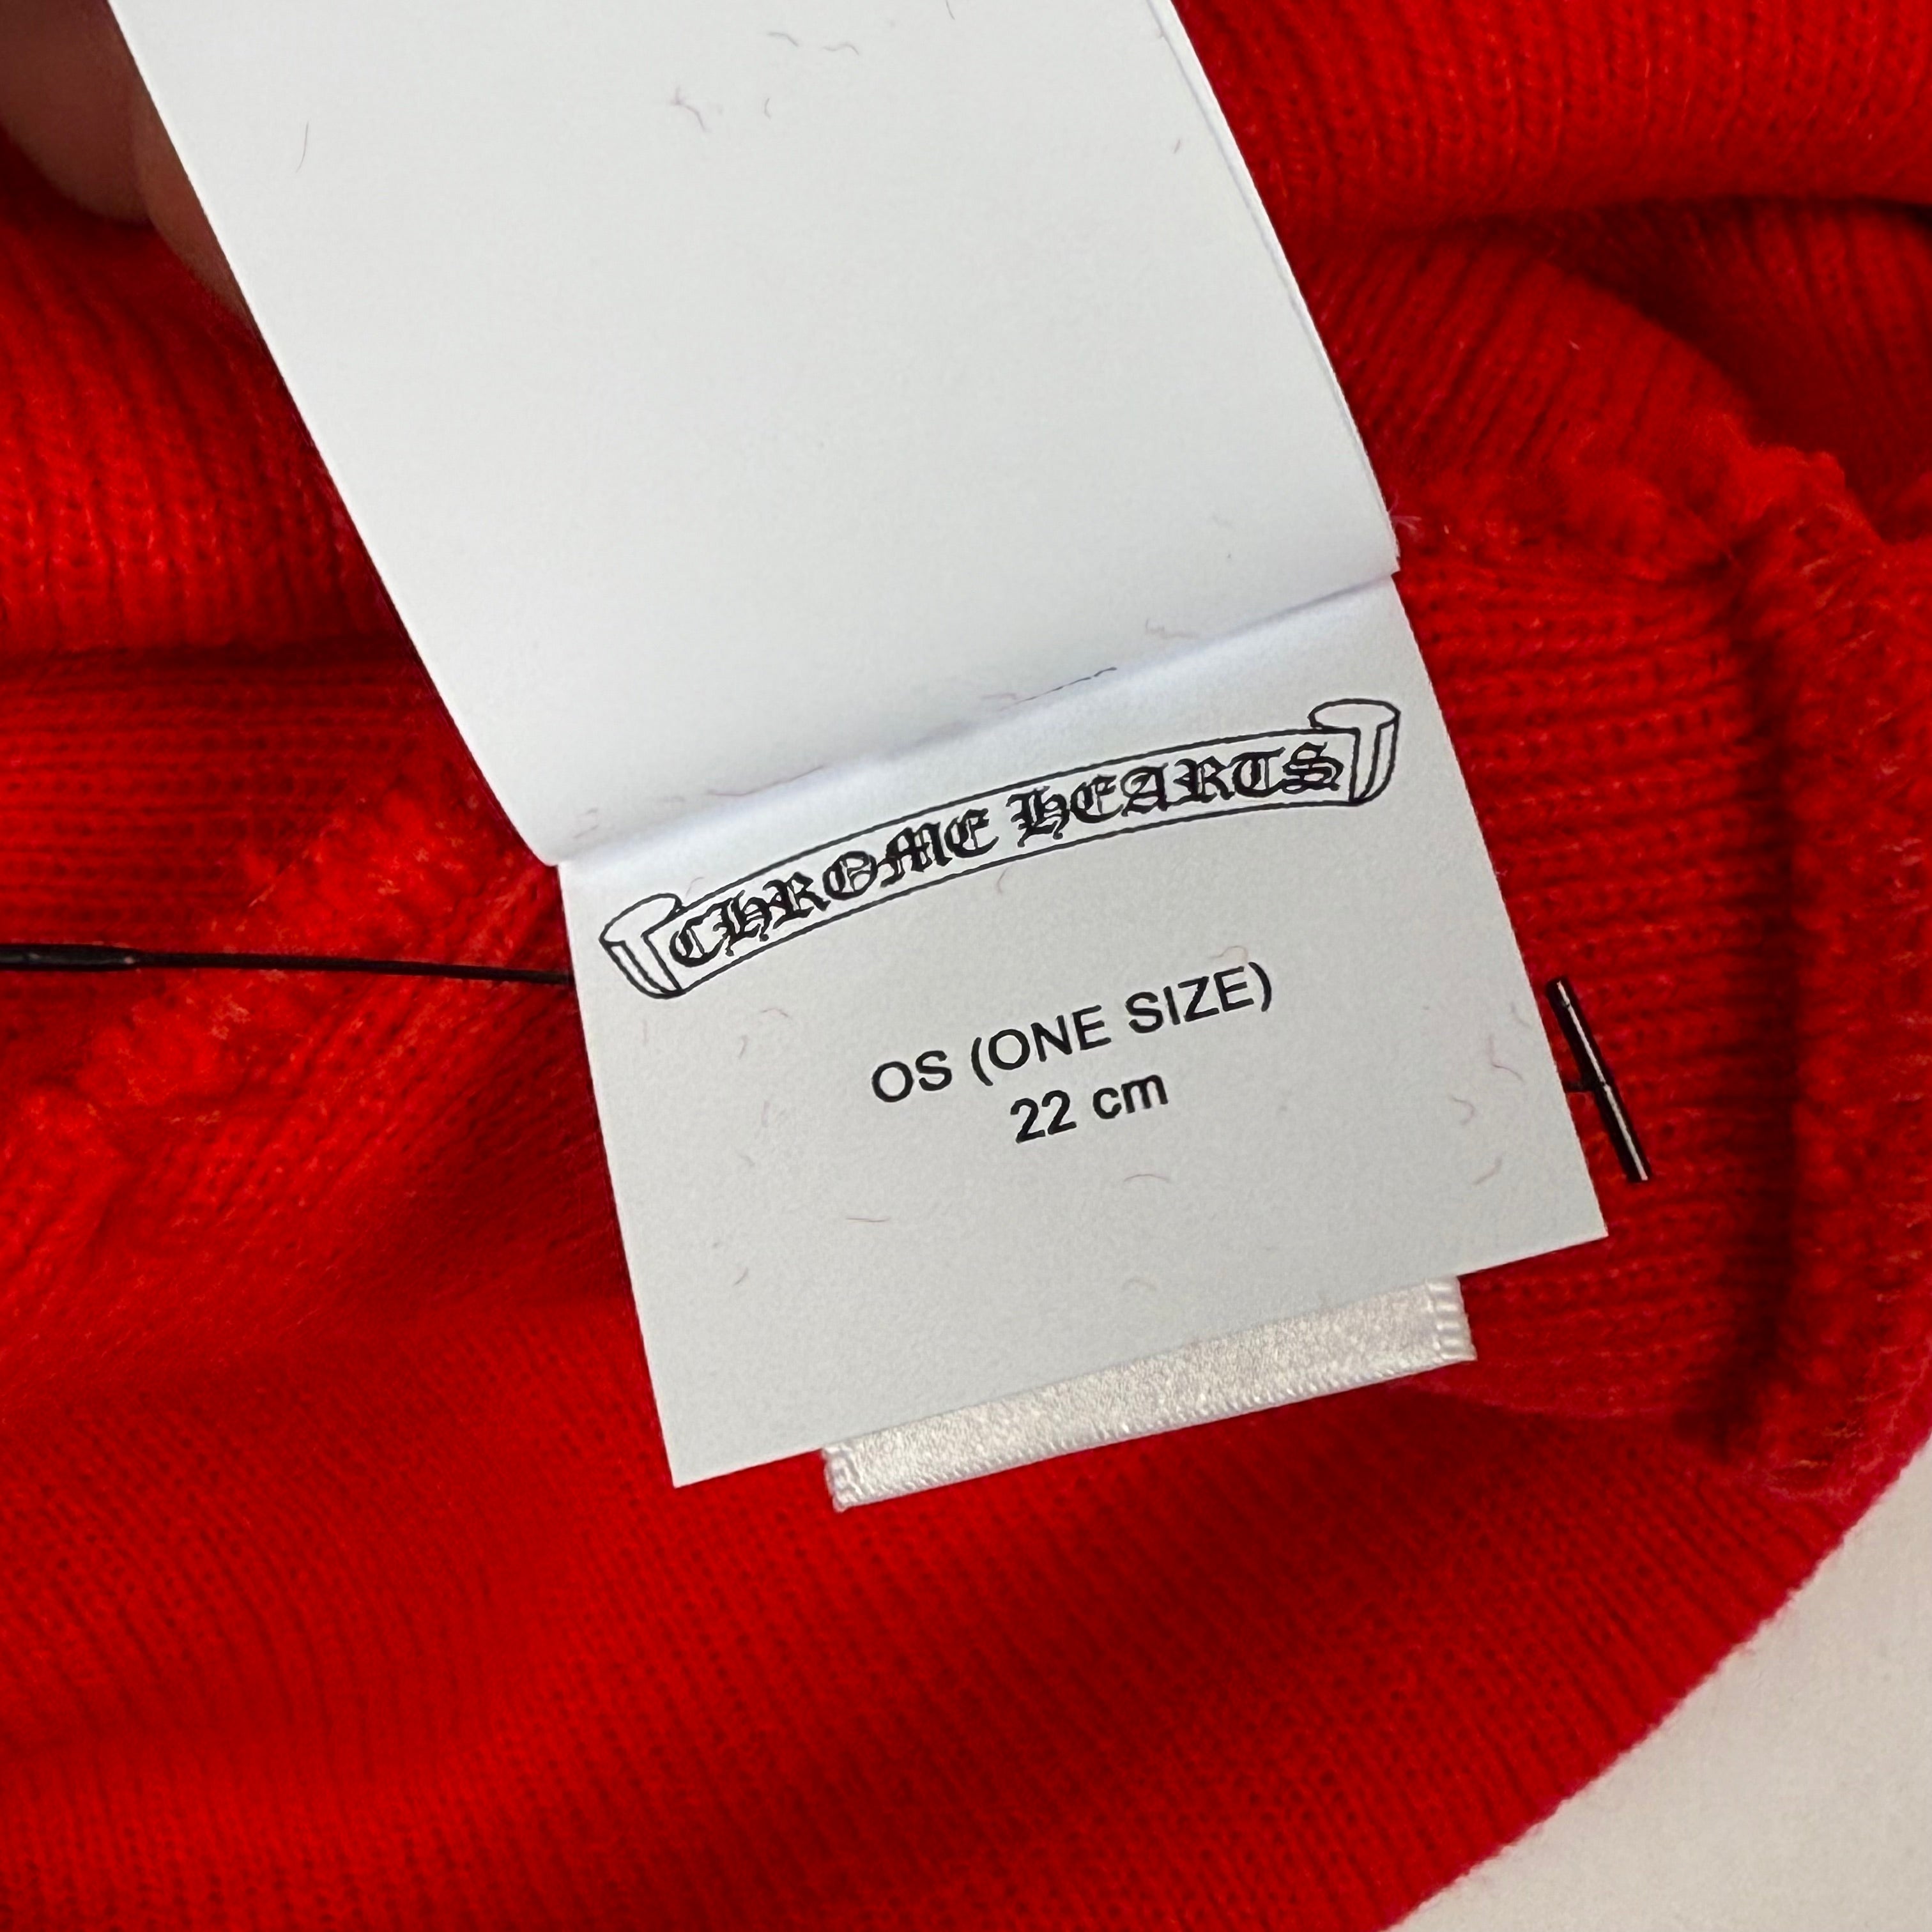 CHROME HEARTS
OS (ONE SIZE)
22 cm